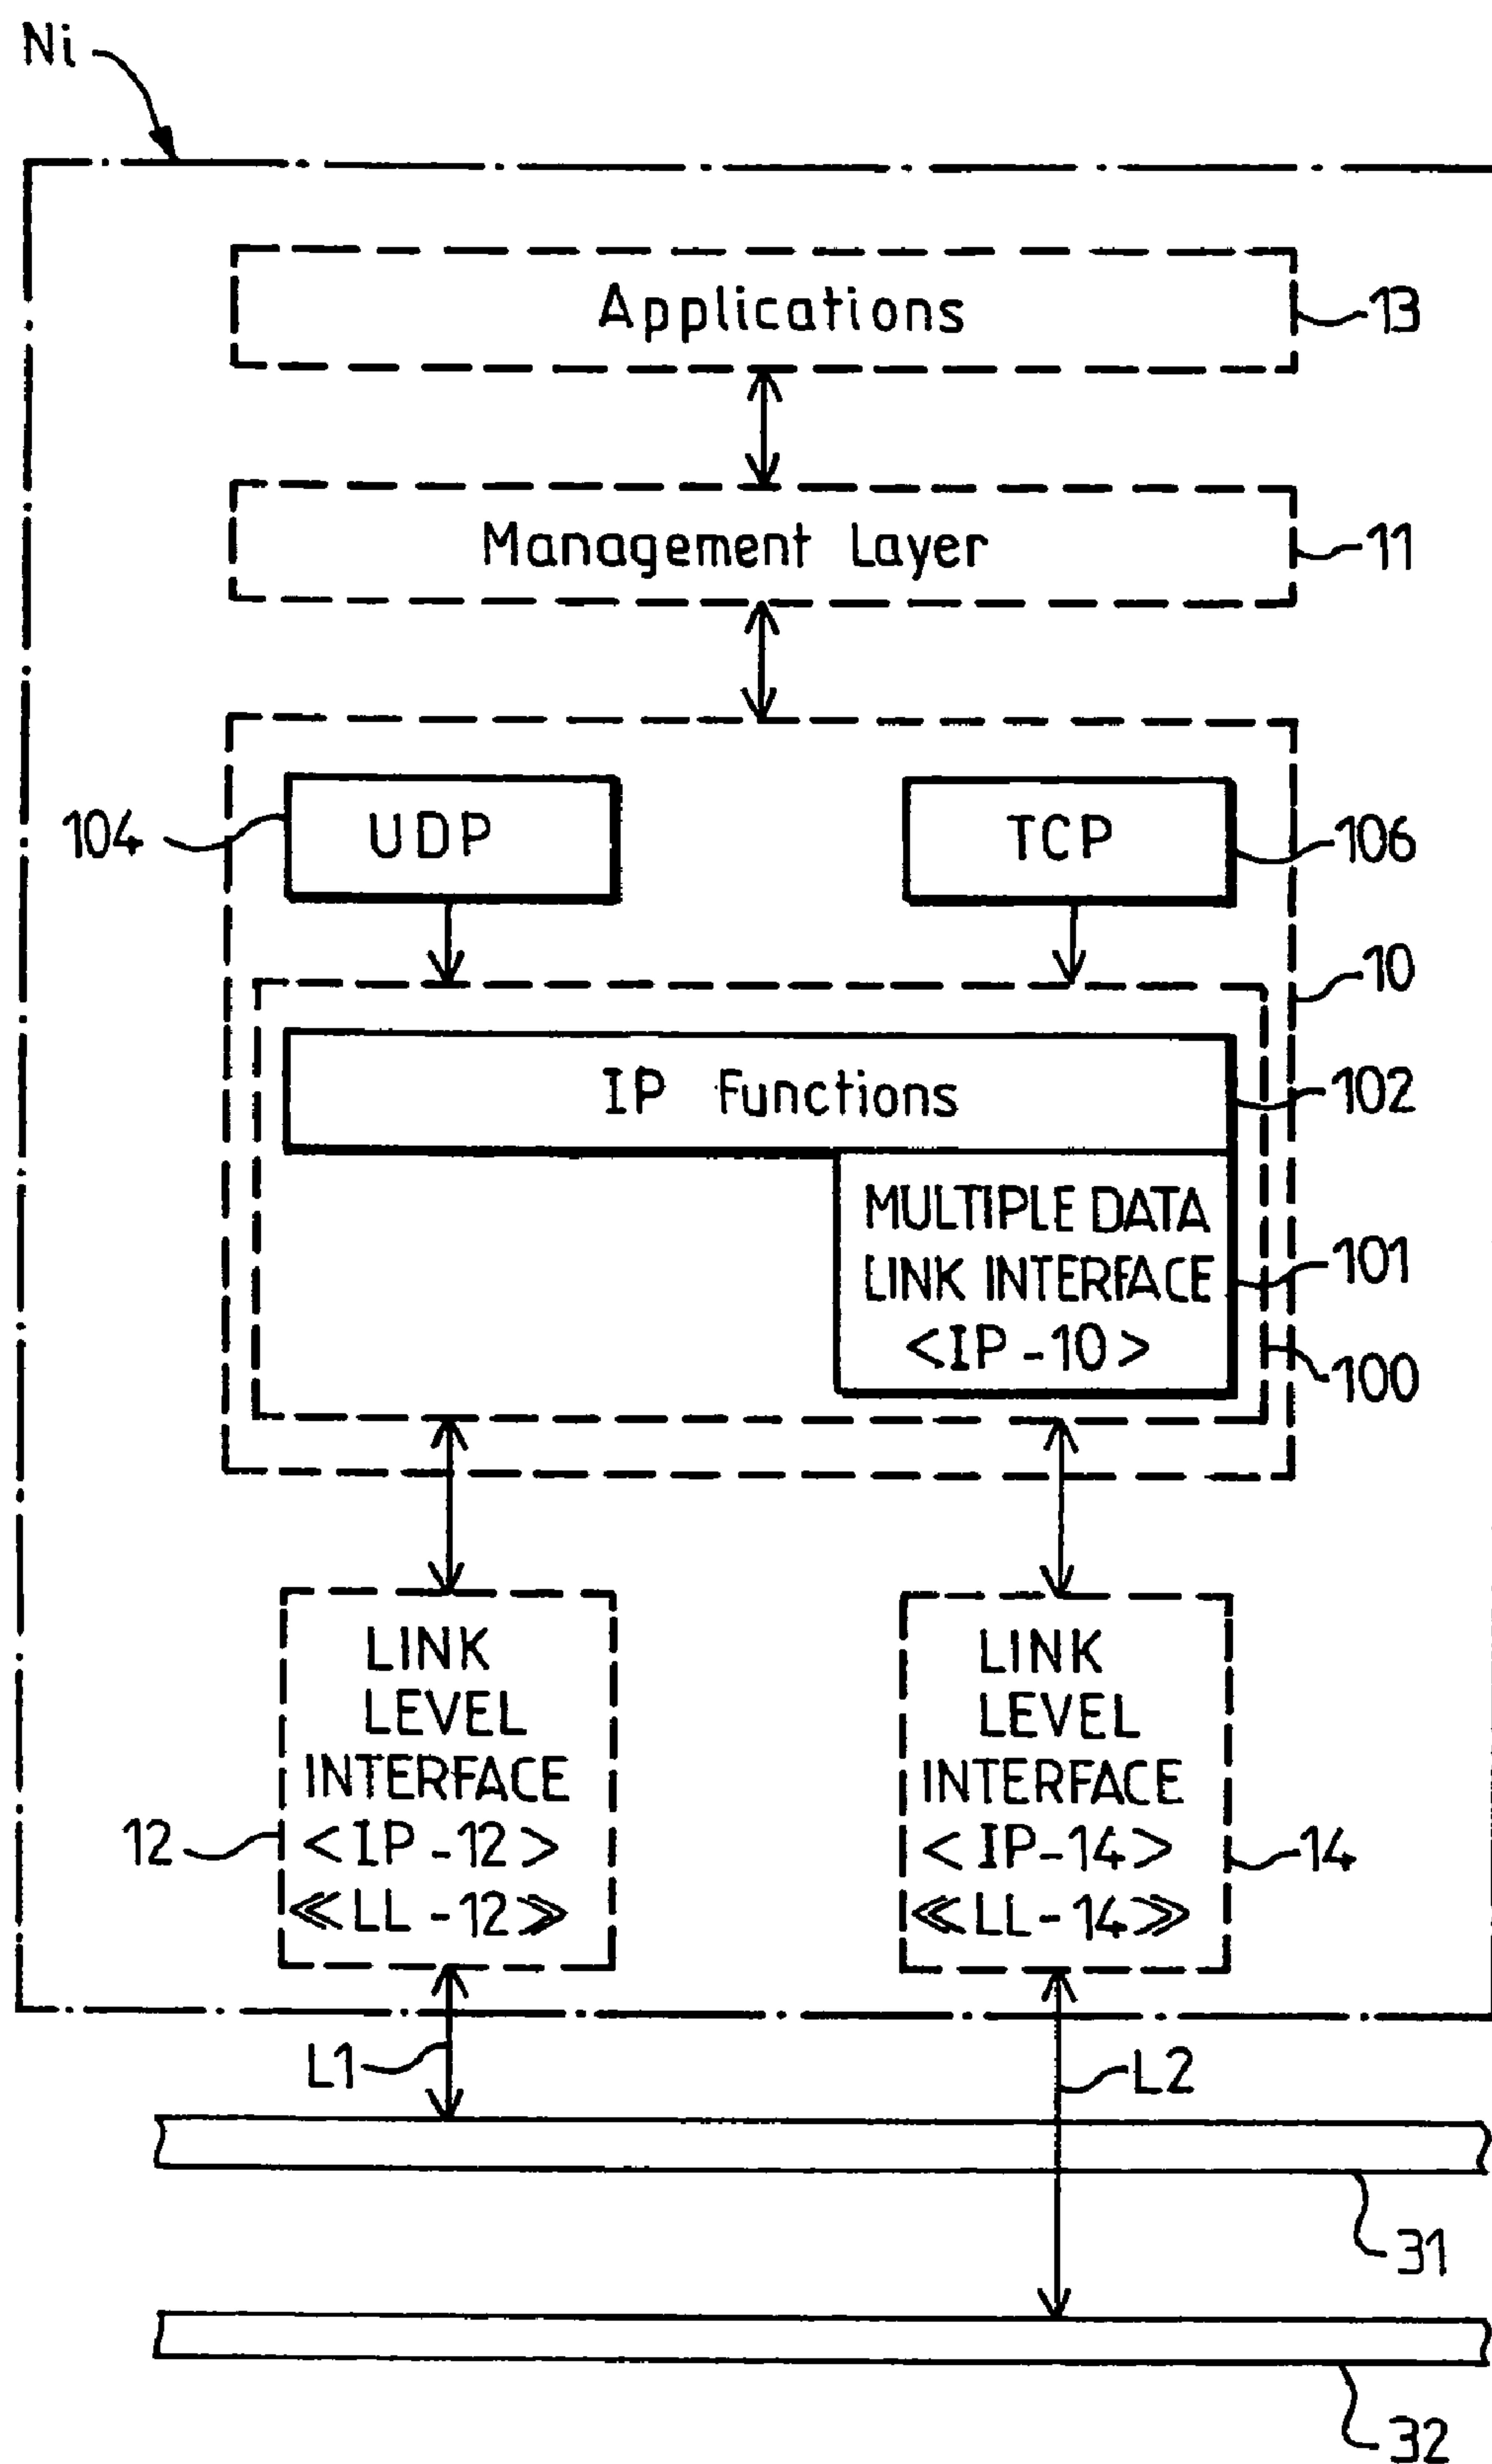 Ni
Applications
13
Management Layer
11
104
UDP
TCP
106
10
IP Functions
102
MULTIPLE DATA
LINK INTERFACE
<IP-10>
101
100
LINK
LEVEL
INTERFACE
<IP-12>
≪LL-12≫
12
LINK
LEVEL
INTERFACE
<IP-14>
≪LL-14≫
14
L1
L2
31
32